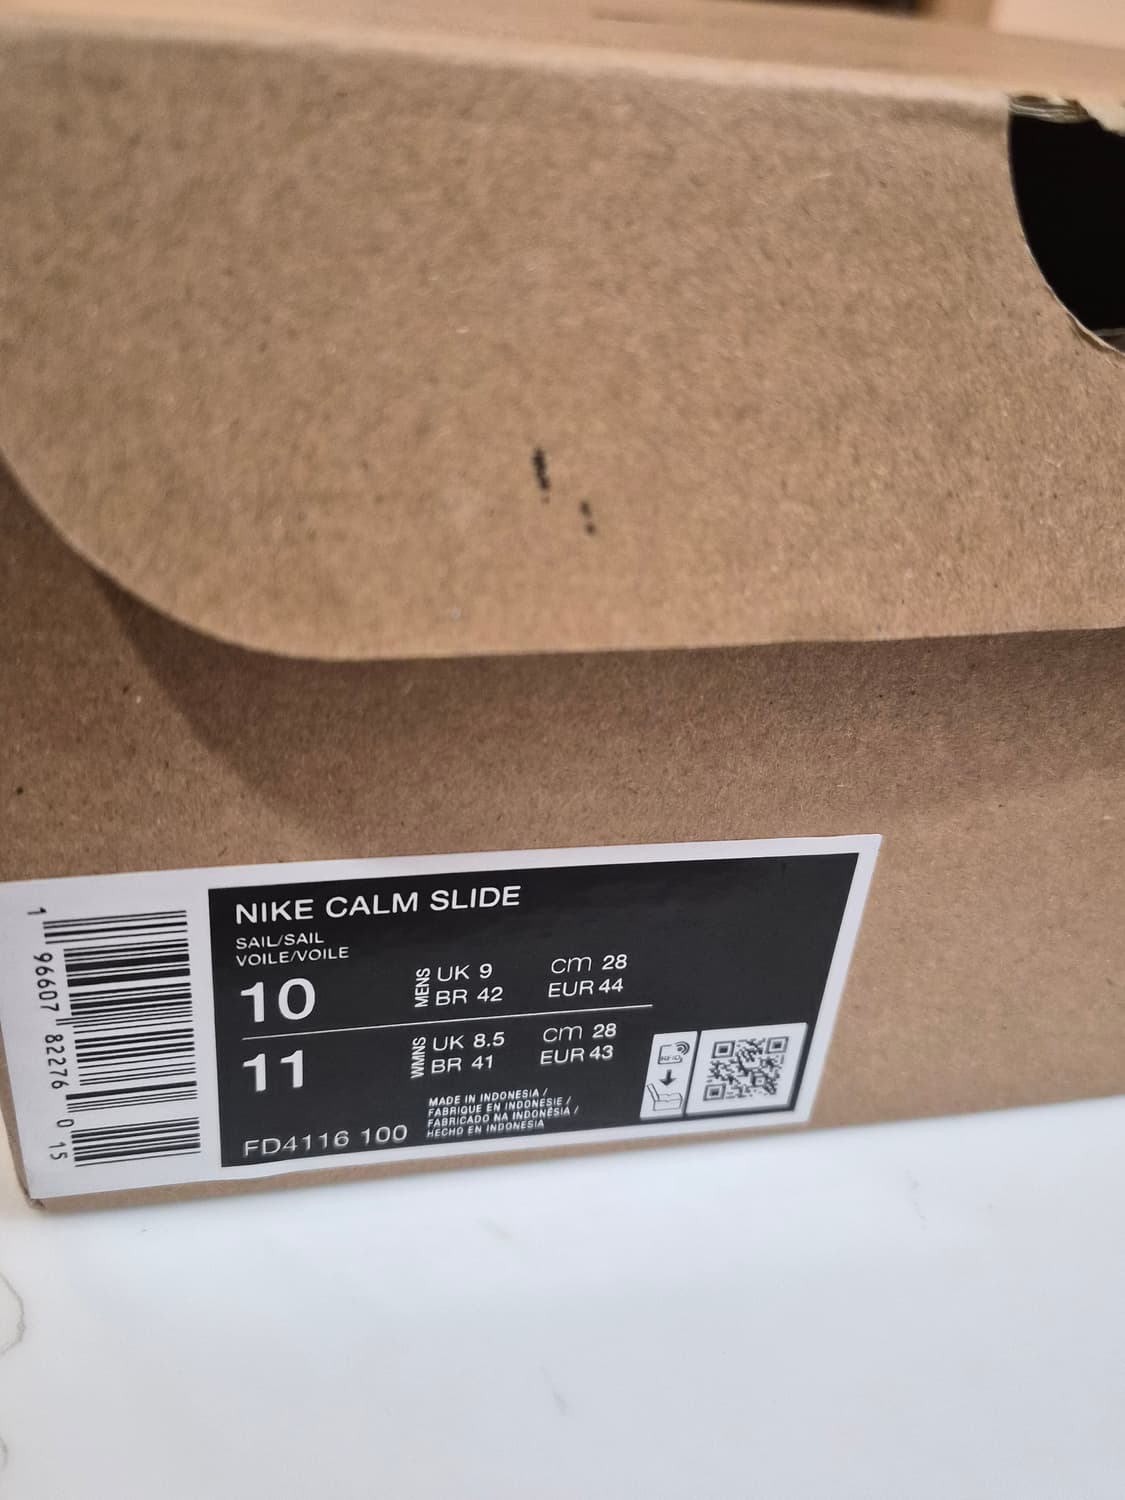 NIKE CALM SLIDE
SAIL/SAIL
VOILE/VOILE
10 MENS UK 9 cm 28
BR 42 EUR 44
11 WMNS UK 8.5 cm 28
BR 41 EUR 43
MADE IN INDONESIA /
FABRIQUE EN INDONESIE /
FABRICADO NA INDONÉSIA /
HECHO EN INDONESIA
FD4116 100
RFID
1 96607 82276 0 15